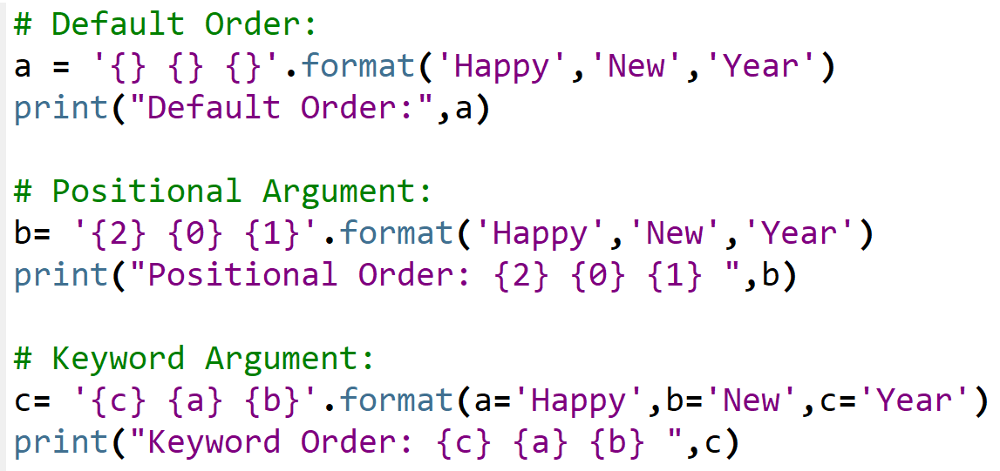 # Default Order:
a = '{} {} {}'.format('Happy','New','Year')
print("Default Order:",a)
# Positional Argument:
b= '{2} {0} {1}'.format('Happy','New','Year')
print("Positional Order: {2} {0} {1} ",b)
# Keyword Argument:
c= '{c} {a} {b}'.format(a='Happy',b='New',c='Year')
print("Keyword Order: {c} {a} {b} ",c)